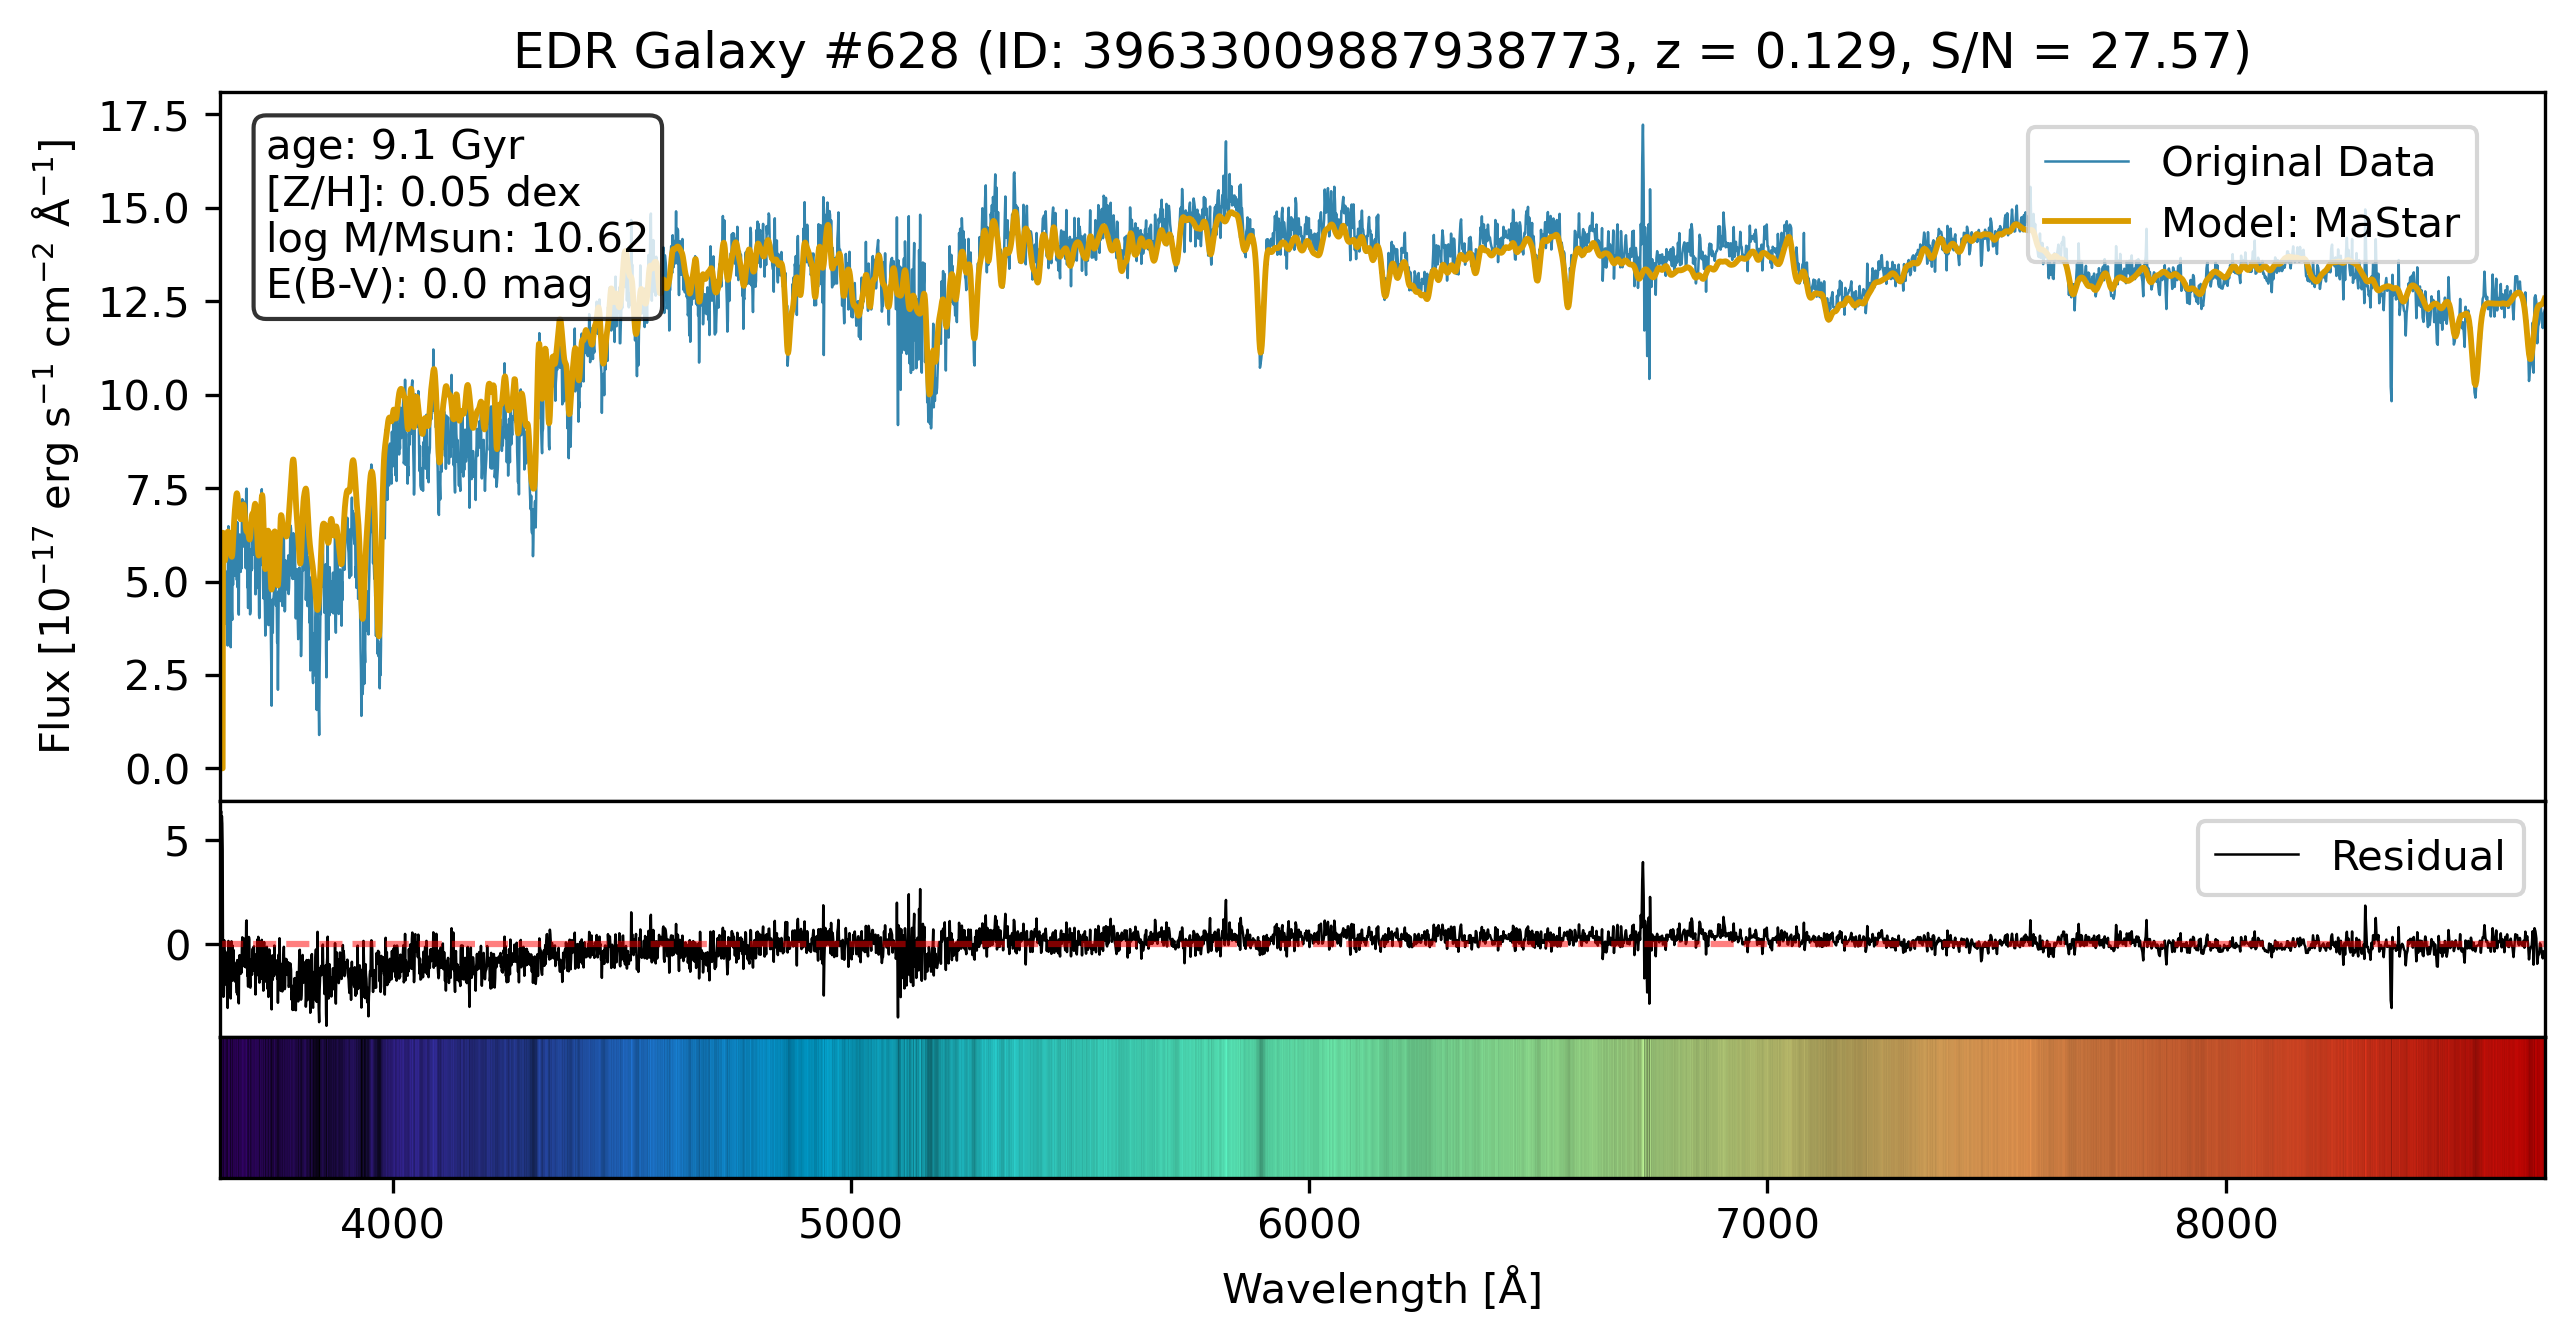 EDR Galaxy #628 (ID: 39633009887938773, z = 0.129, S/N = 27.57)
17.5
15.0
12.5
10.0
7.5
5.0
2.5
0.0
Flux [10⁻¹⁷ erg s⁻¹ cm⁻² Å⁻¹]
age: 9.1 Gyr
[Z/H]: 0.05 dex
log M/Msun: 10.62
E(B-V): 0.0 mag
Original Data
Model: MaStar
5
0
Residual
4000 5000 6000 7000 8000
Wavelength [Å]